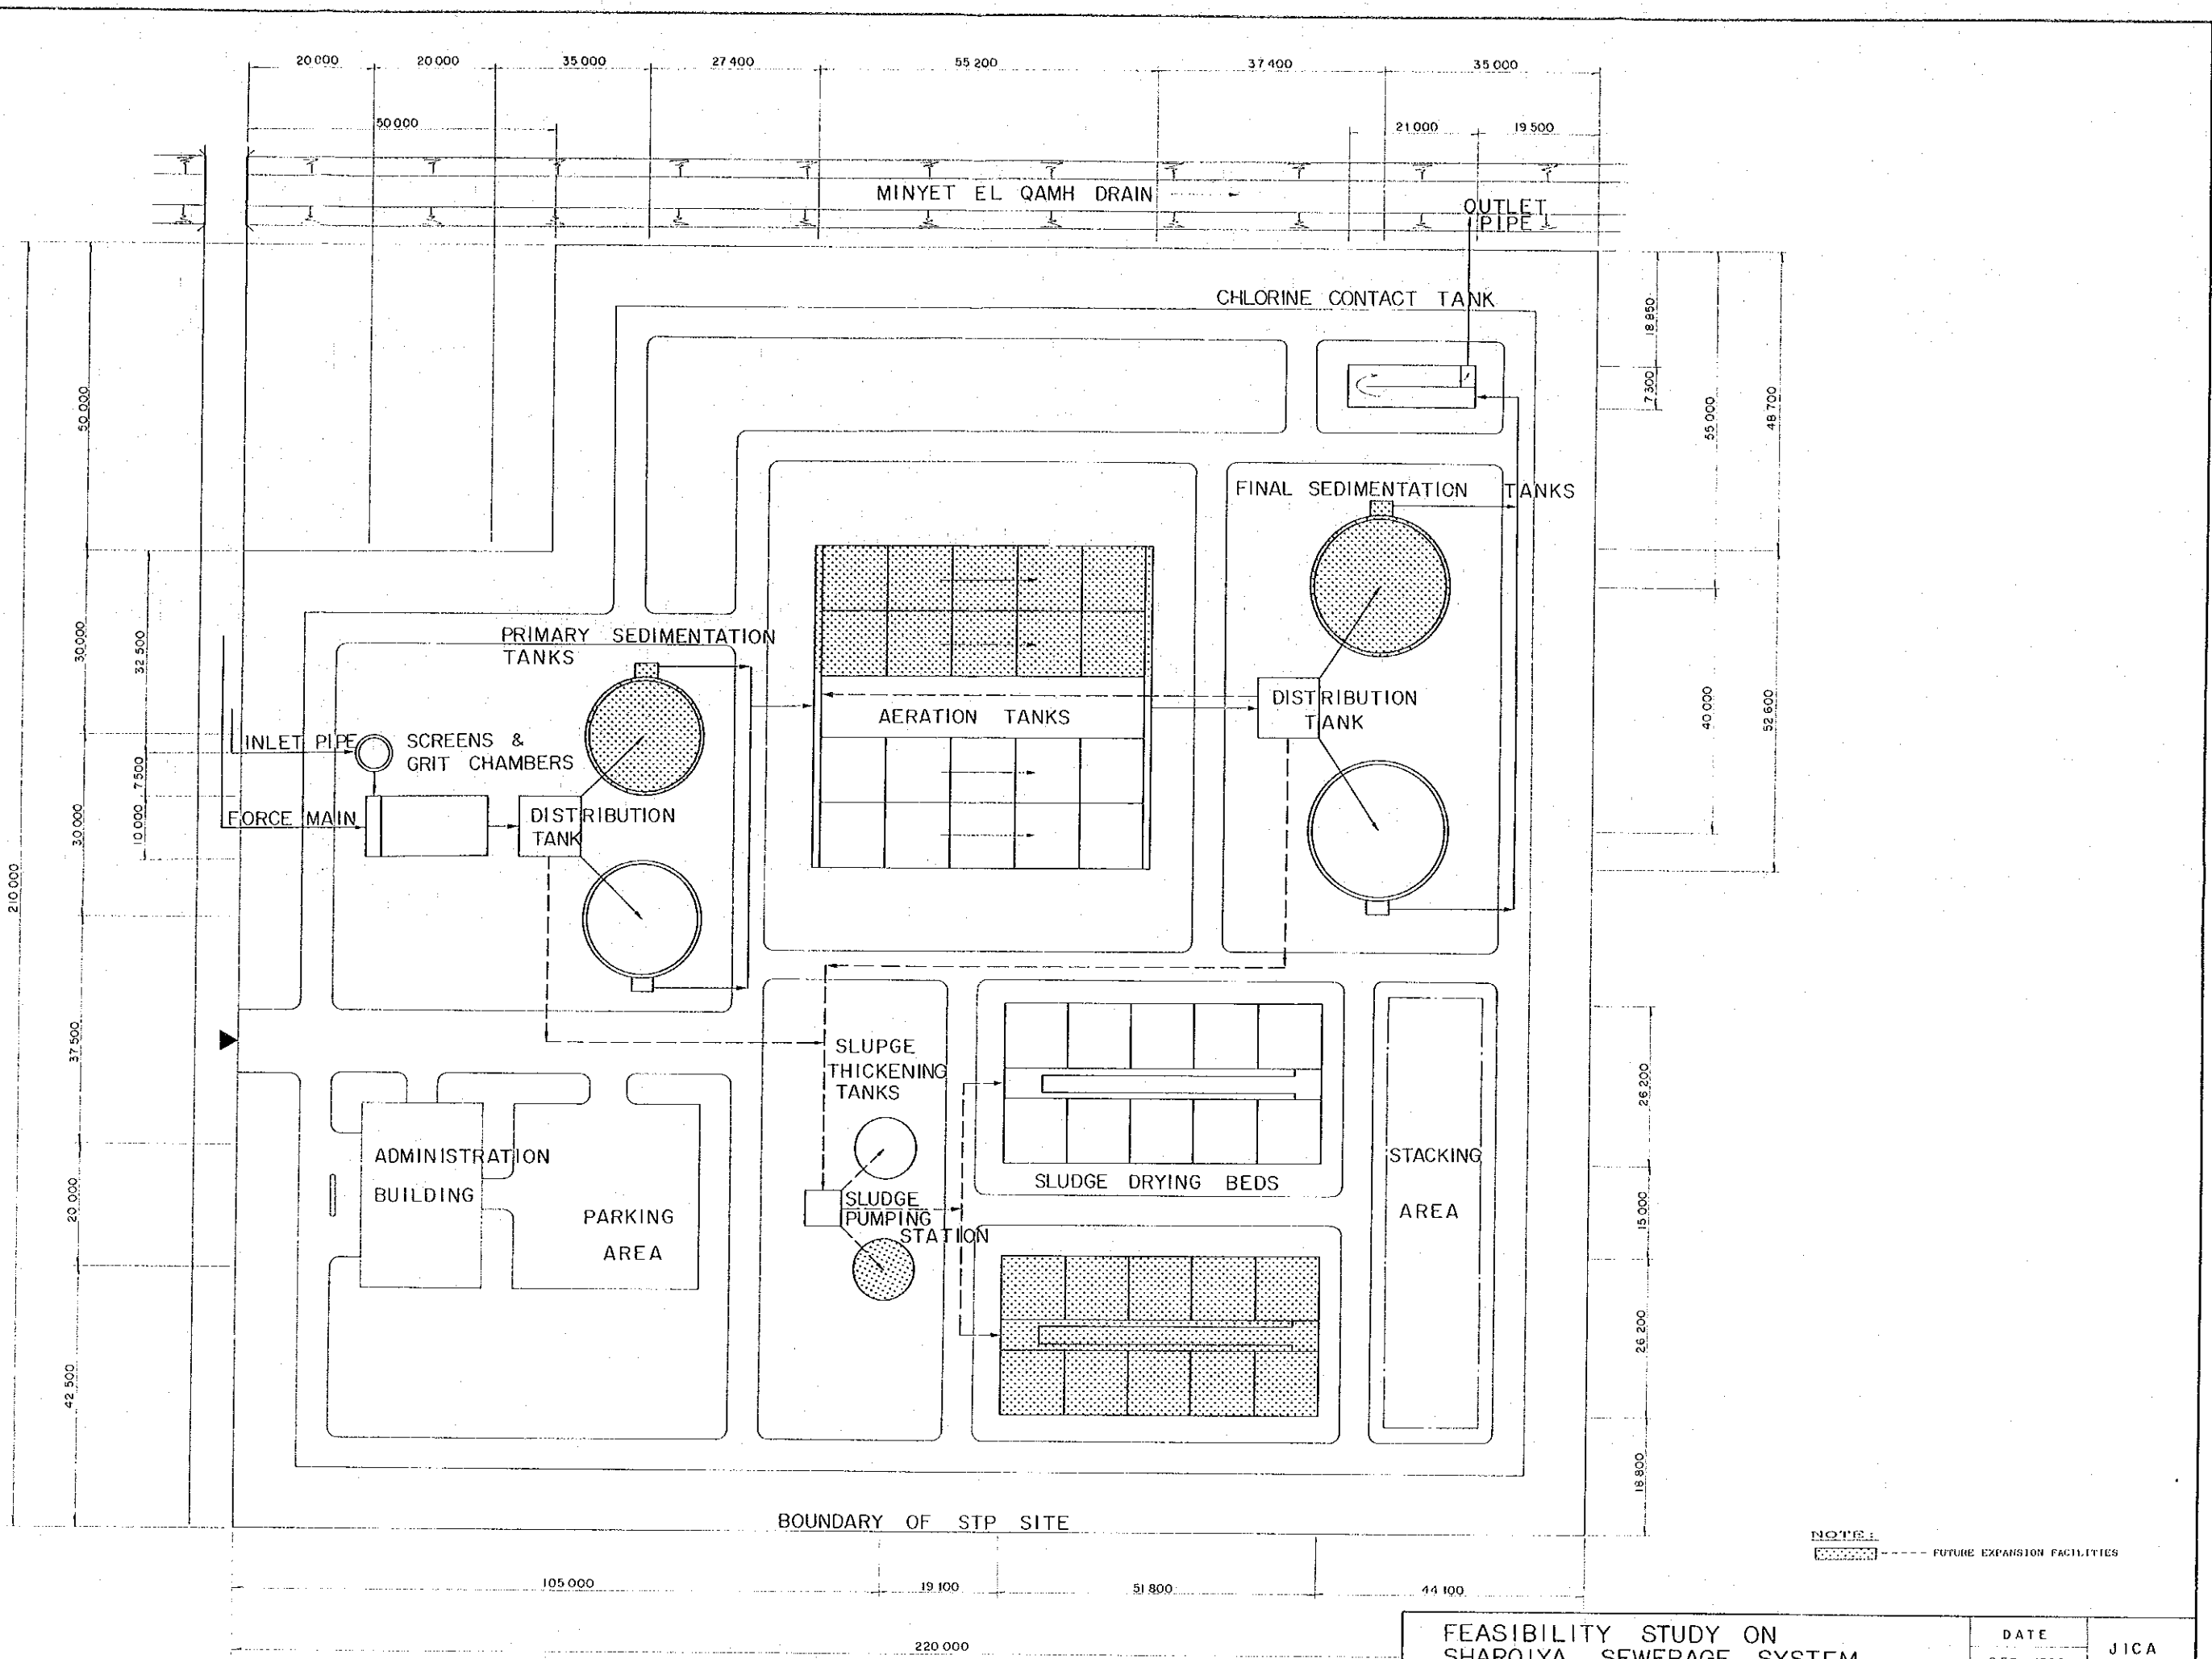 20 000 20 000 35 000 27 400 55 200 37 400 35 000
50 000 21 000 19 500
MINYET EL QAMH DRAIN
OUTLET
PIPE
CHLORINE CONTACT TANK
18 850
7 300
50 000
55 000
48 700
FINAL SEDIMENTATION TANKS
PRIMARY SEDIMENTATION
TANKS
30 000
32 500
DISTRIBUTION
TANK
AERATION TANKS
40 000
52 600
INLET PIPE
SCREENS &
GRIT CHAMBERS
7 500
FORCE MAIN
DISTRIBUTION
TANK
30 000
10 000
210 000
37 500
SLUPGE
THICKENING
TANKS
26 200
ADMINISTRATION
BUILDING
STACKING
AREA
SLUDGE DRYING BEDS
SLUDGE
PUMPING
STATION
PARKING
AREA
20 000
15 000
26 200
42 500
18 800
BOUNDARY OF STP SITE
NOTE:
FUTURE EXPANSION FACILITIES
105 000 19 100 51 800 44 100
220 000
FEASIBILITY STUDY ON
SHARQIYA SEWERAGE SYSTEM
DATE
JICA